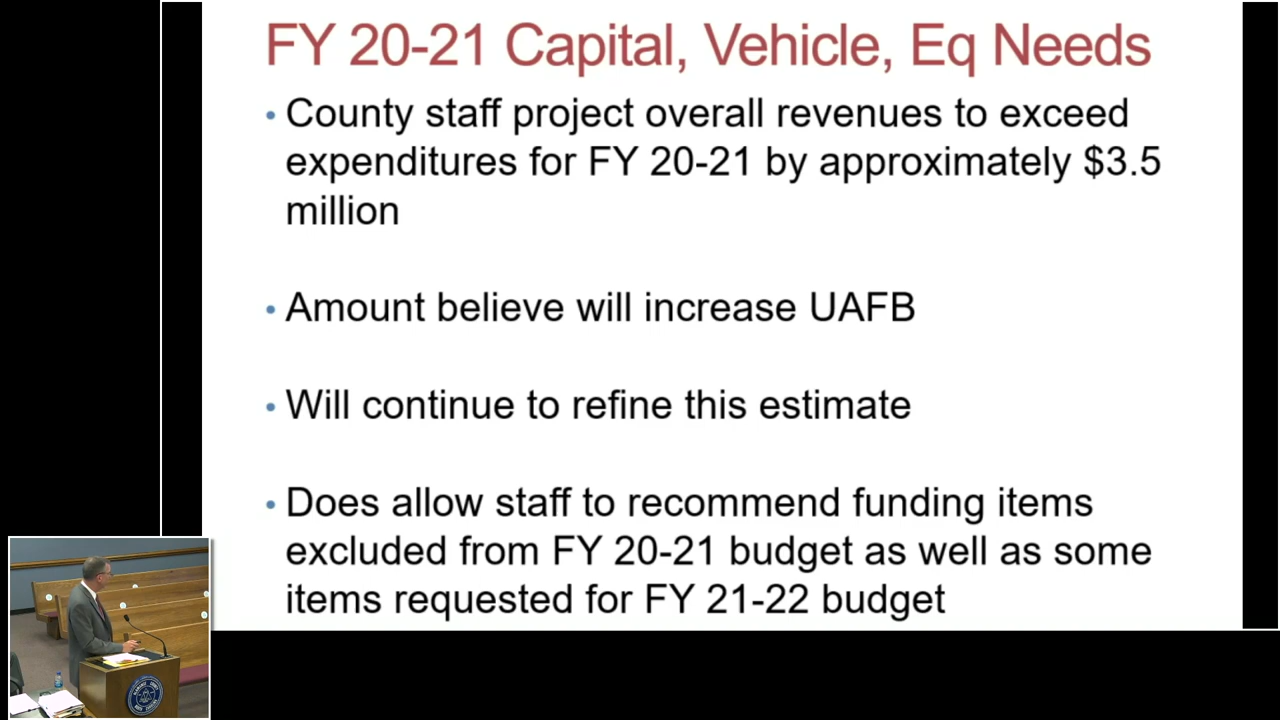 FY 20-21 Capital, Vehicle, Eq Needs
• County staff project overall revenues to exceed
expenditures for FY 20-21 by approximately $3.5
million
• Amount believe will increase UAFB
• Will continue to refine this estimate
• Does allow staff to recommend funding items
excluded from FY 20-21 budget as well as some
items requested for FY 21-22 budget